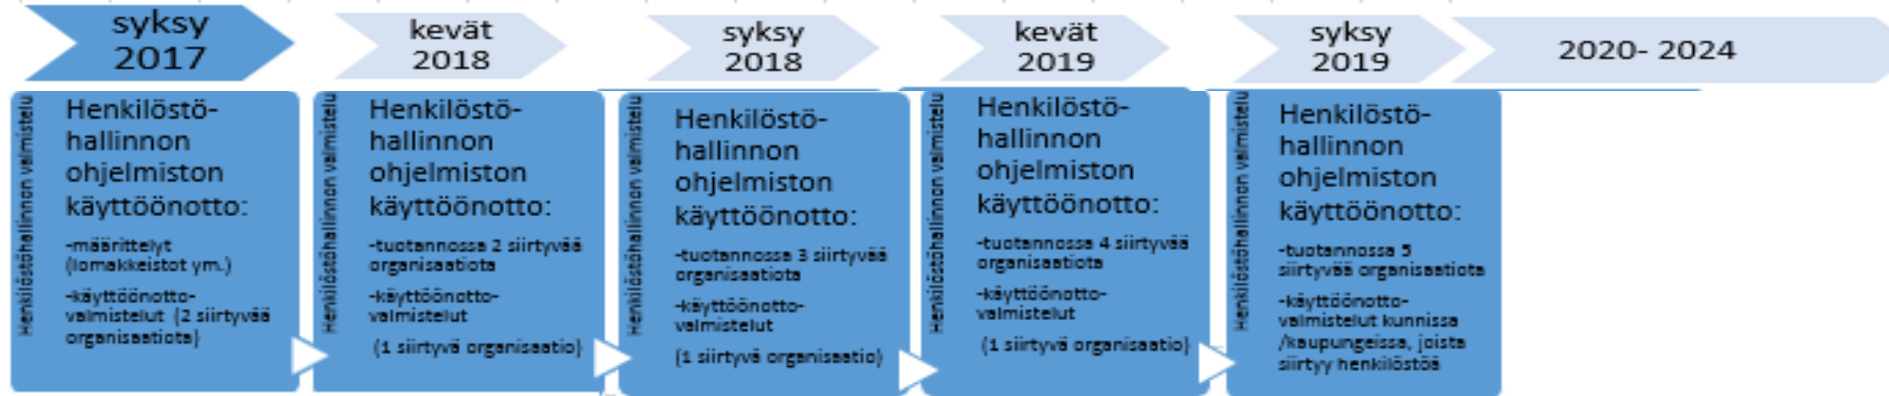 syksy
2017
kevät
2018
syksy
2018
kevät
2019
syksy
2019
2020- 2024
Henkilöstöhallinnon valmistelu
Henkilöstö-
hallinnon
ohjelmiston
käyttöönotto:
-määrittelyt
(lomakkeistot ym.)
-käyttöönotto-
valmistelut (2 siirtyvää
organisaatiota)
Henkilöstöhallinnon valmistelu
Henkilöstö-
hallinnon
ohjelmiston
käyttöönotto:
-tuotannossa 2 siirtyvää
organisaatiota
-käyttöönotto-
valmistelut
(1 siirtyvä organisaatio)
Henkilöstöhallinnon valmistelu
Henkilöstö-
hallinnon
ohjelmiston
käyttöönotto:
-tuotannossa 3 siirtyvää
organisaatiota
-käyttöönotto-
valmistelut
(1 siirtyvä organisaatio)
Henkilöstöhallinnon valmistelu
Henkilöstö-
hallinnon
ohjelmiston
käyttöönotto:
-tuotannossa 4 siirtyvää
organisaatiota
-käyttöönotto-
valmistelut
(1 siirtyvä organisaatio)
Henkilöstöhallinnon valmistelu
Henkilöstö-
hallinnon
ohjelmiston
käyttöönotto:
-tuotannossa 5
siirtyvää organisaatiota
-käyttöönotto-
valmistelut kunnissa
/kaupungeissa, joista
siirtyy henkilöstöä